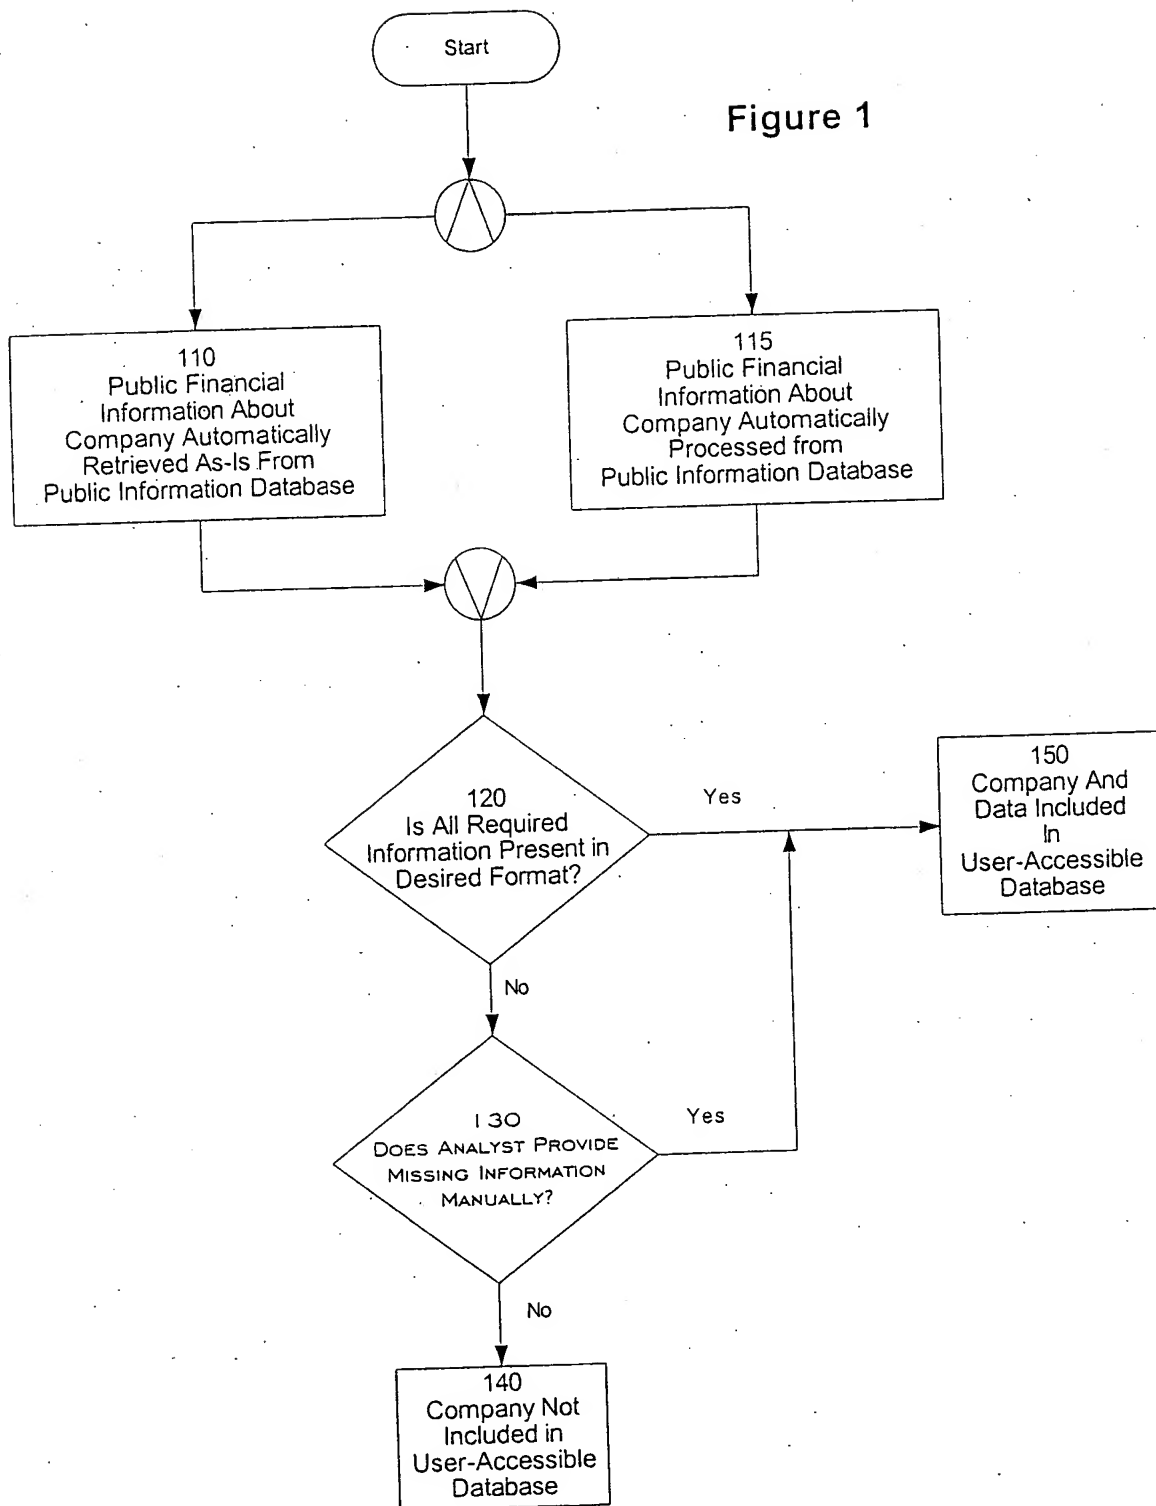 Start
Figure 1
110
Public Financial
Information About
Company Automatically
Retrieved As-Is From
Public Information Database
115
Public Financial
Information About
Company Automatically
Processed from
Public Information Database
120
Is All Required
Information Present in
Desired Format?
Yes
150
Company And
Data Included
In
User-Accessible
Database
No
130
DOES ANALYST PROVIDE
MISSING INFORMATION
MANUALLY?
Yes
No
140
Company Not
Included in
User-Accessible
Database